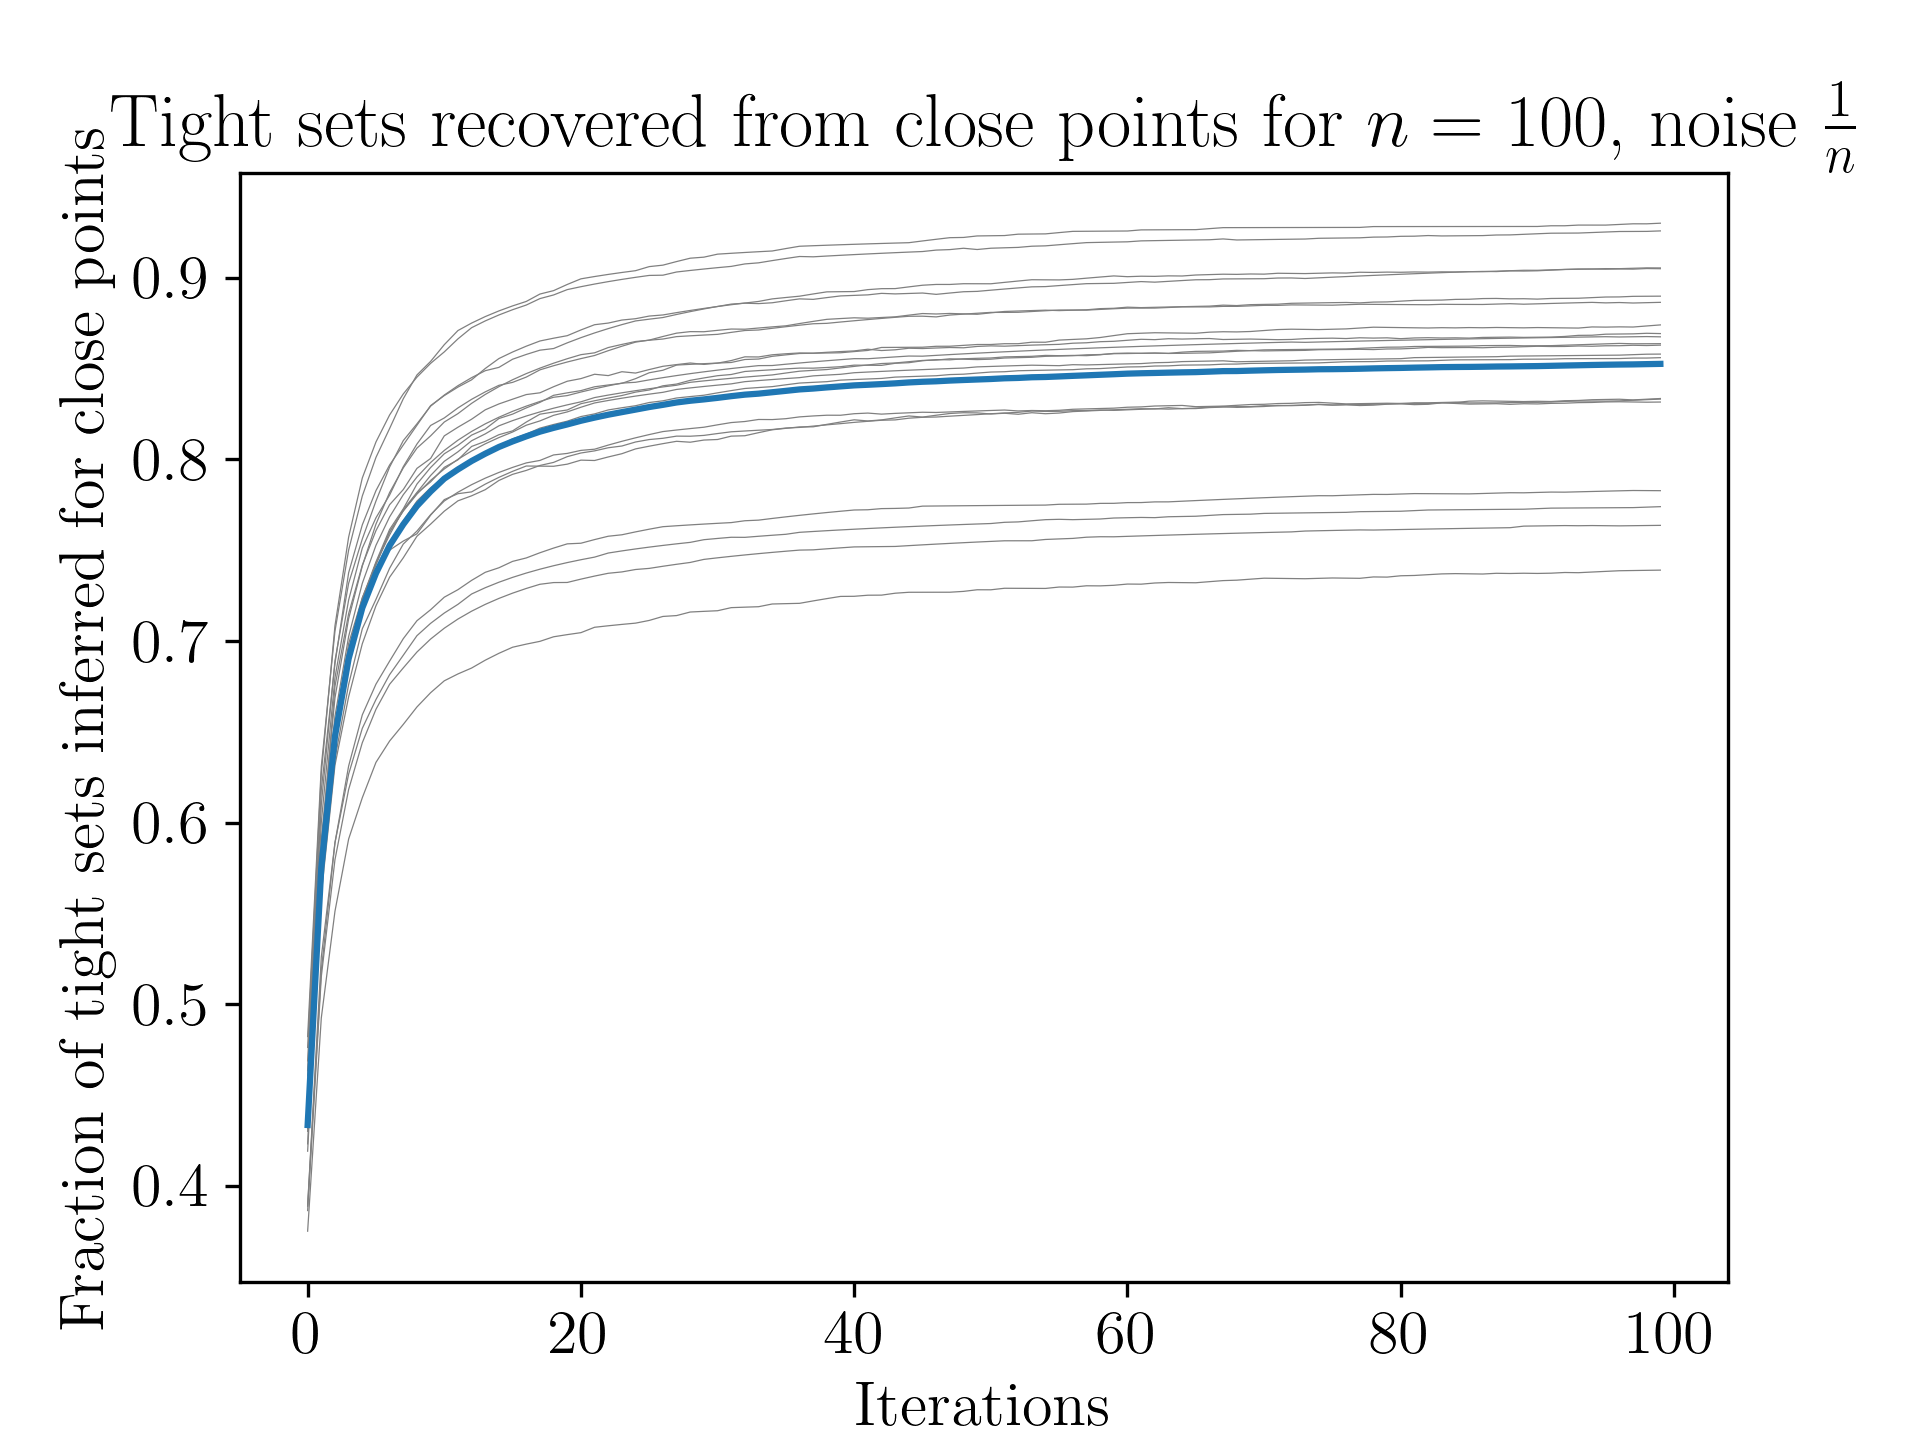 Tight sets recovered from close points for n = 100, noise 1/n
Fraction of tight sets inferred for close points
0.9
0.8
0.7
0.6
0.5
0.4
0 20 40 60 80 100
Iterations